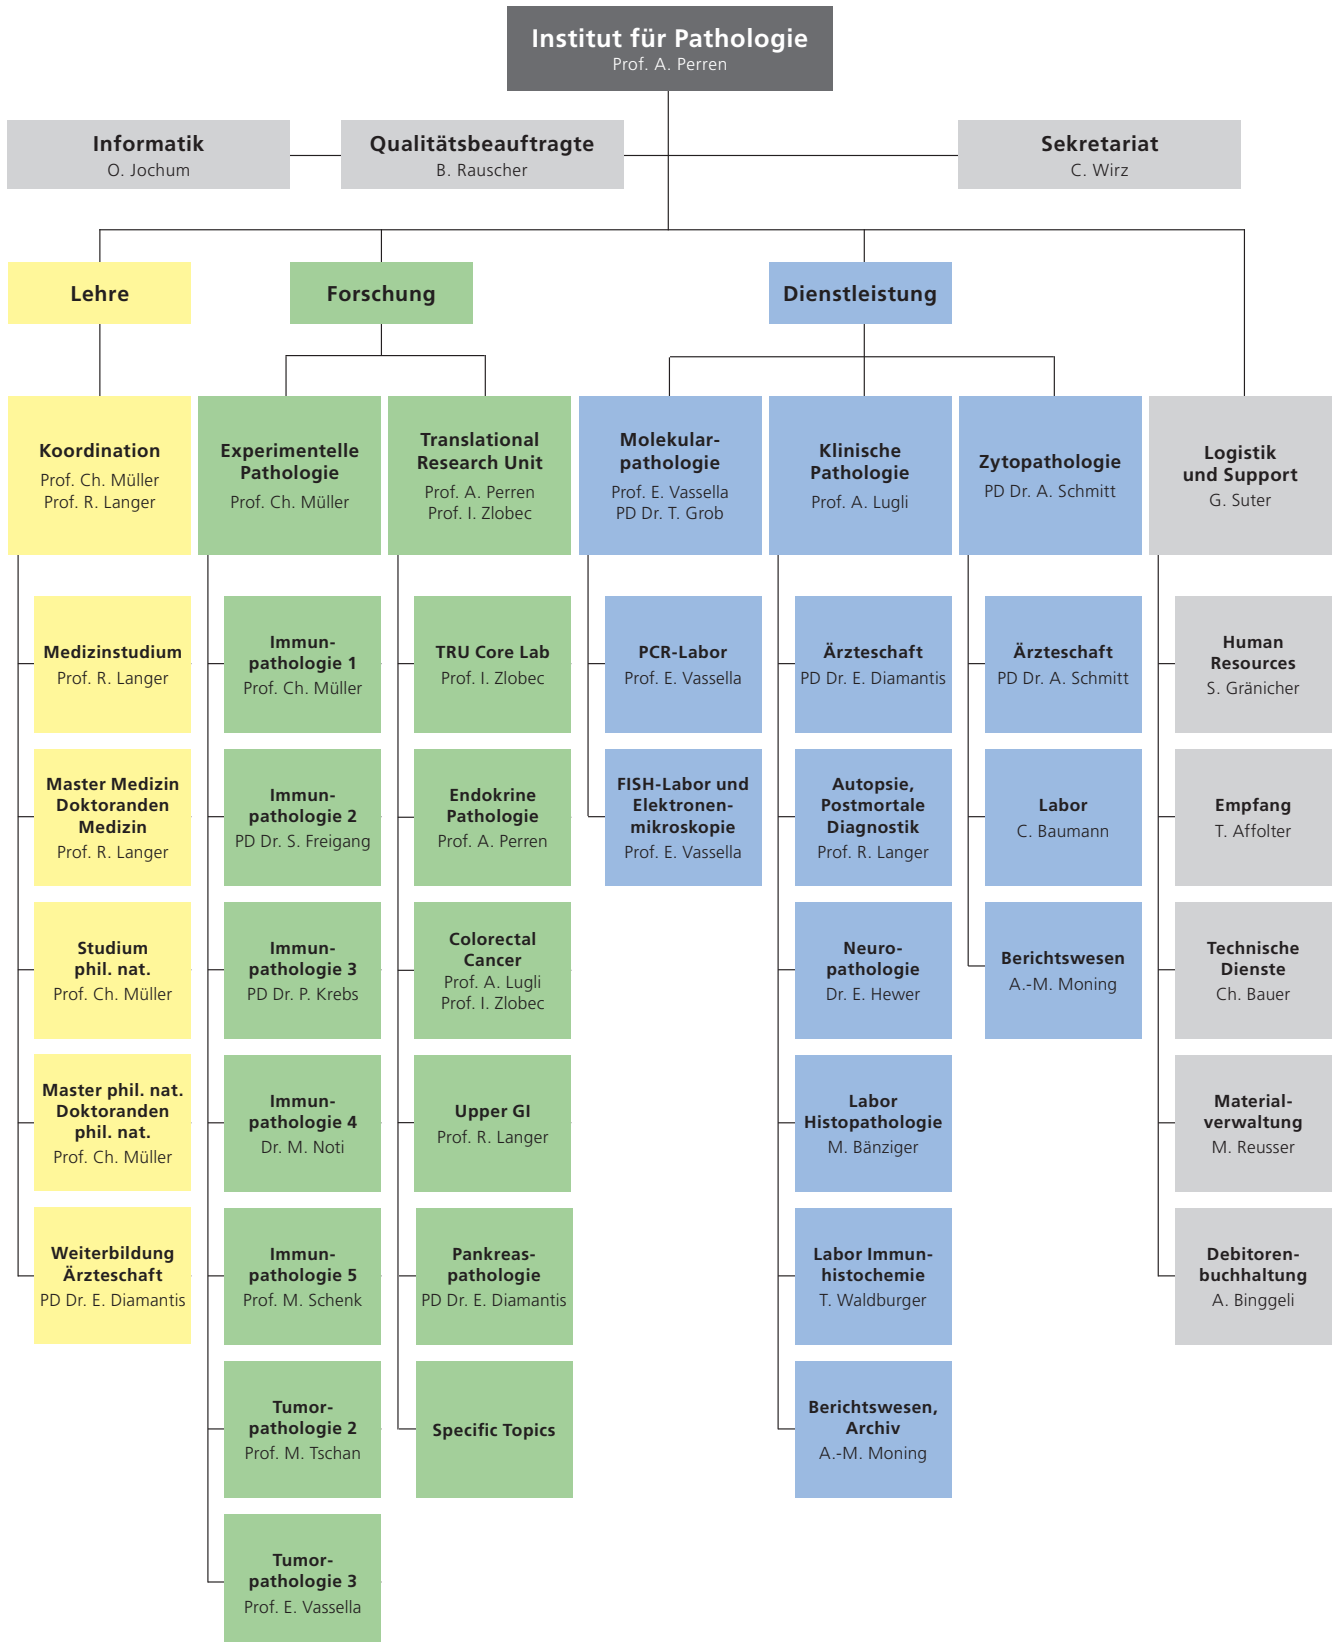 Institut für Pathologie
Prof. A. Perren
Informatik
O. Jochum
Qualitätsbeauftragte
B. Rauscher
Sekretariat
C. Wirz
Lehre
Forschung
Dienstleistung
Koordination
Prof. Ch. Müller
Prof. R. Langer
Experimentelle
Pathologie
Prof. Ch. Müller
Translational
Research Unit
Prof. A. Perren
Prof. I. Zlobec
Molekular-
pathologie
Prof. E. Vassella
PD Dr. T. Grob
Klinische
Pathologie
Prof. A. Lugli
Zytopathologie
PD Dr. A. Schmitt
Logistik
und Support
G. Suter
Medizinstudium
Prof. R. Langer
Master Medizin
Doktoranden
Medizin
Prof. R. Langer
Studium
phil. nat.
Prof. Ch. Müller
Master phil. nat.
Doktoranden
phil. nat.
Prof. Ch. Müller
Weiterbildung
Ärzteschaft
PD Dr. E. Diamantis
Immun-
pathologie 1
Prof. Ch. Müller
Immun-
pathologie 2
PD Dr. S. Freigang
Immun-
pathologie 3
PD Dr. P. Krebs
Immun-
pathologie 4
Dr. M. Noti
Immun-
pathologie 5
Prof. M. Schenk
Tumor-
pathologie 2
Prof. M. Tschan
Tumor-
pathologie 3
Prof. E. Vassella
TRU Core Lab
Prof. I. Zlobec
Endokrine
Pathologie
Prof. A. Perren
Colorectal
Cancer
Prof. A. Lugli
Prof. I. Zlobec
Upper GI
Prof. R. Langer
Pankreas-
pathologie
PD Dr. E. Diamantis
Specific Topics
PCR-Labor
Prof. E. Vassella
FISH-Labor und
Elektronen-
mikroskopie
Prof. E. Vassella
Ärzteschaft
PD Dr. E. Diamantis
Autopsie,
Postmortale
Diagnostik
Prof. R. Langer
Neuro-
pathologie
Dr. E. Hewer
Labor
Histopathologie
M. Bänziger
Labor Immun-
histochemie
T. Waldburger
Berichtswesen,
Archiv
A.-M. Moning
Ärzteschaft
PD Dr. A. Schmitt
Labor
C. Baumann
Berichtswesen
A.-M. Moning
Human
Resources
S. Gränicher
Empfang
T. Affolter
Technische
Dienste
Ch. Bauer
Material-
verwaltung
M. Reusser
Debitoren-
buchhaltung
A. Binggeli